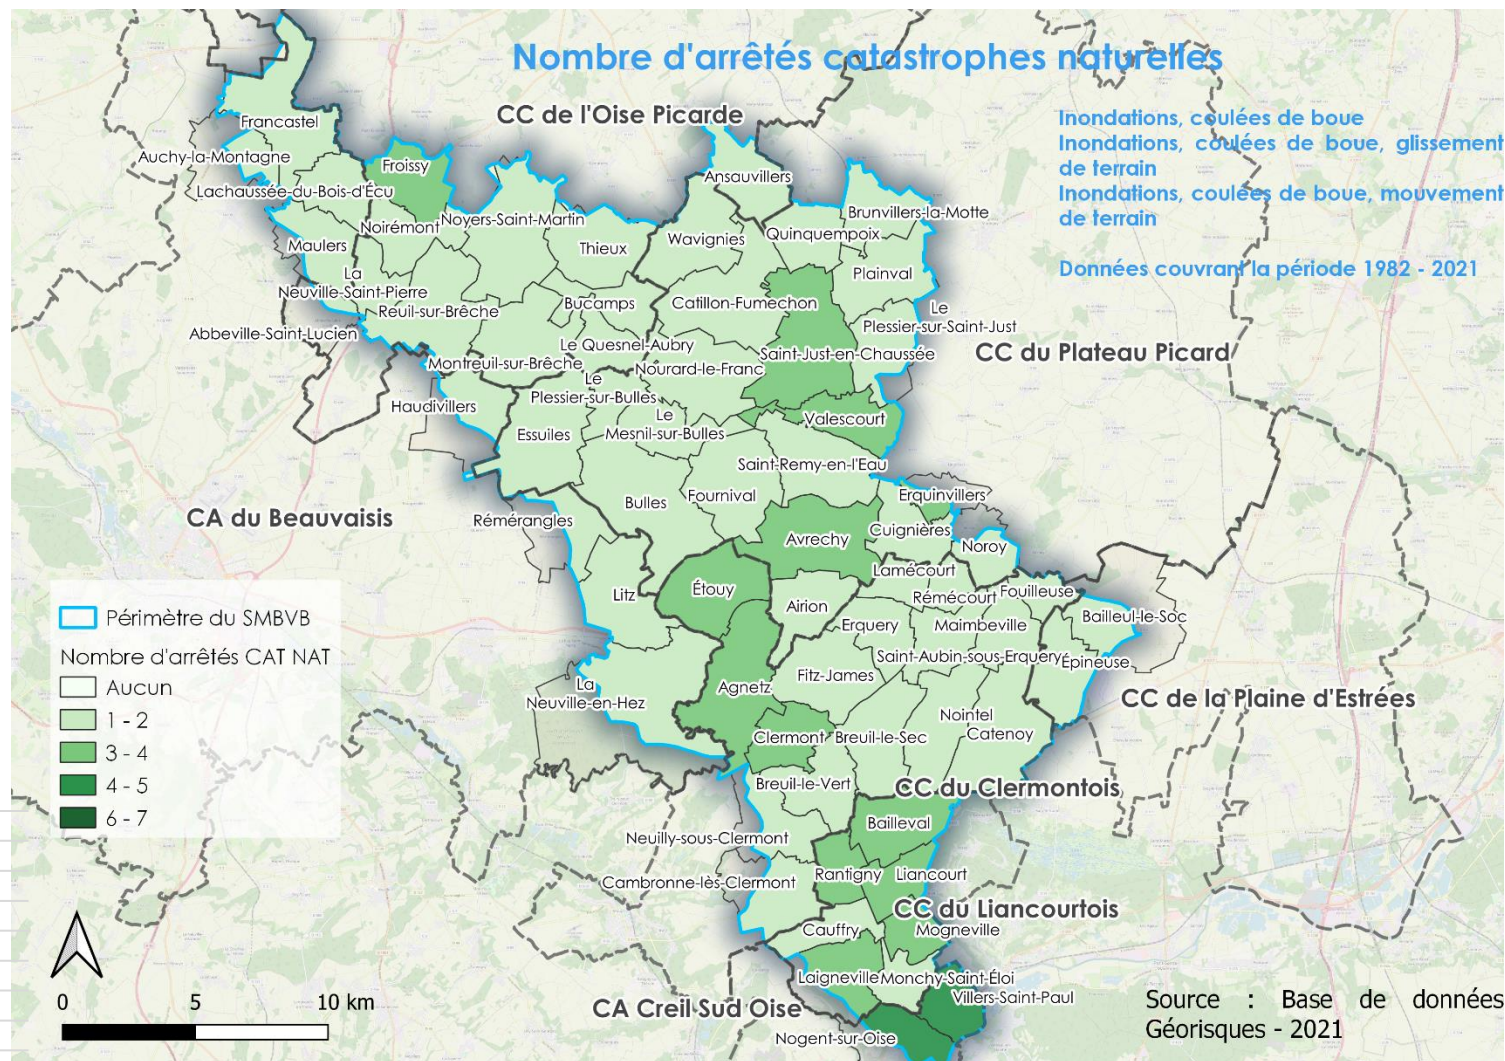 Nombre d'arrêtés catastrophes naturelles
Inondations, coulées de boue
Inondations, coulées de boue, glissement
de terrain
Inondations, coulées de boue, mouvement
de terrain
Données couvrant la période 1982 - 2021
CC de l'Oise Picarde
Francastel
Auchy-la-Montagne
Froissy
Lachaussée-du-Bois-d'Écu
Ansauvillers
Brunvillers-la-Motte
Noyers-Saint-Martin
Noirémont
Quinquempoix
Wavignies
Maulers
Thieux
Plainval
La
Neuville-Saint-Pierre
Reuil-sur-Brêche
Bucamps
Catillon-Fumechon
Le
Plessier-sur-Saint-Just
Abbeville-Saint-Lucien
Le Quesnel-Aubry
Saint-Just-en-Chaussée
CC du Plateau Picard
Montreuil-sur-Brêche
Nourard-le-Franc
Le
Plessier-sur-Bulles
Haudivillers
Le
Mesnil-sur-Bulles
Valescourt
Essuiles
Saint-Remy-en-l'Eau
Bulles
Fournival
Erquinvillers
CA du Beauvaisis
Rémérangles
Cuignières
Avrechy
Noroy
Lamécourt
Étouy
Litz
Rémécourt
Fouilleuse
Airion
Bailleul-le-Soc
Erquery
Maimbeville
Saint-Aubin-sous-Erquery
Épineuse
Fitz-James
La
Neuville-en-Hez
Agnetz
CC de la Plaine d'Estrées
Nointel
Catenoy
Clermont
Breuil-le-Sec
Breuil-le-Vert
CC du Clermontois
Bailleval
Neuilly-sous-Clermont
Rantigny
Liancourt
Cambronne-lès-Clermont
CC du Liancourtois
Cauffry
Mogneville
Laigneville
Monchy-Saint-Éloi
Villers-Saint-Paul
CA Creil Sud Oise
Nogent-sur-Oise
Périmètre du SMBVB
Nombre d'arrêtés CAT NAT
Aucun
1 - 2
3 - 4
4 - 5
6 - 7
0 5 10 km
Source : Base de données
Géorisques - 2021